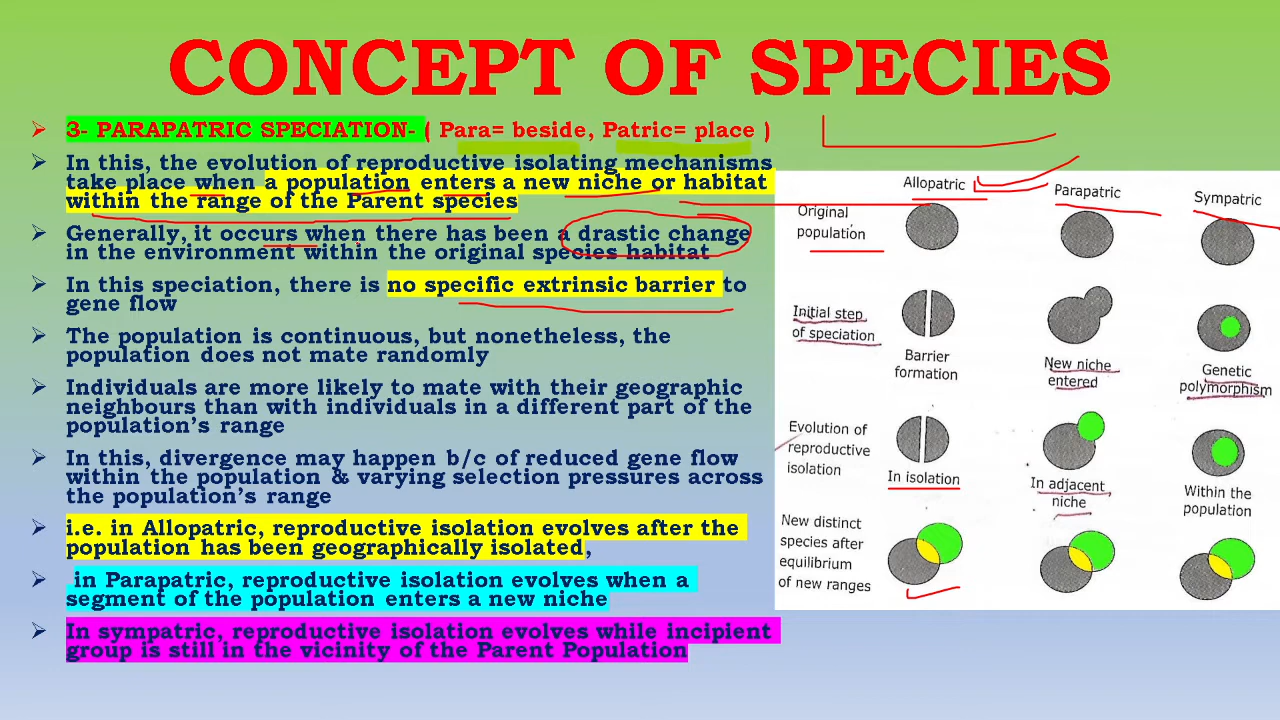 CONCEPT OF SPECIES
3- PARAPATRIC SPECIATION- ( Para= beside, Patric= place )
In this, the evolution of reproductive isolating mechanisms
take place when a population enters a new niche or habitat
within the range of the Parent species
Generally, it occurs when there has been a drastic change
in the environment within the original species habitat
In this speciation, there is no specific extrinsic barrier to
gene flow
The population is continuous, but nonetheless, the
population does not mate randomly
Individuals are more likely to mate with their geographic
neighbours than with individuals in a different part of the
population's range
In this, divergence may happen b/c of reduced gene flow
within the population & varying selection pressures across
the population's range
i.e. in Allopatric, reproductive isolation evolves after the
population has been geographically isolated,
in Parapatric, reproductive isolation evolves when a
segment of the population enters a new niche
In sympatric, reproductive isolation evolves while incipient
group is still in the vicinity of the Parent Population
Allopatric
Parapatric
Sympatric
Original
population
Initial step
of speciation
Barrier
formation
New niche
entered
Genetic
polymorphism
Evolution of
reproductive
isolation
In isolation
In adjacent
niche
Within the
population
New distinct
species after
equilibrium
of new ranges